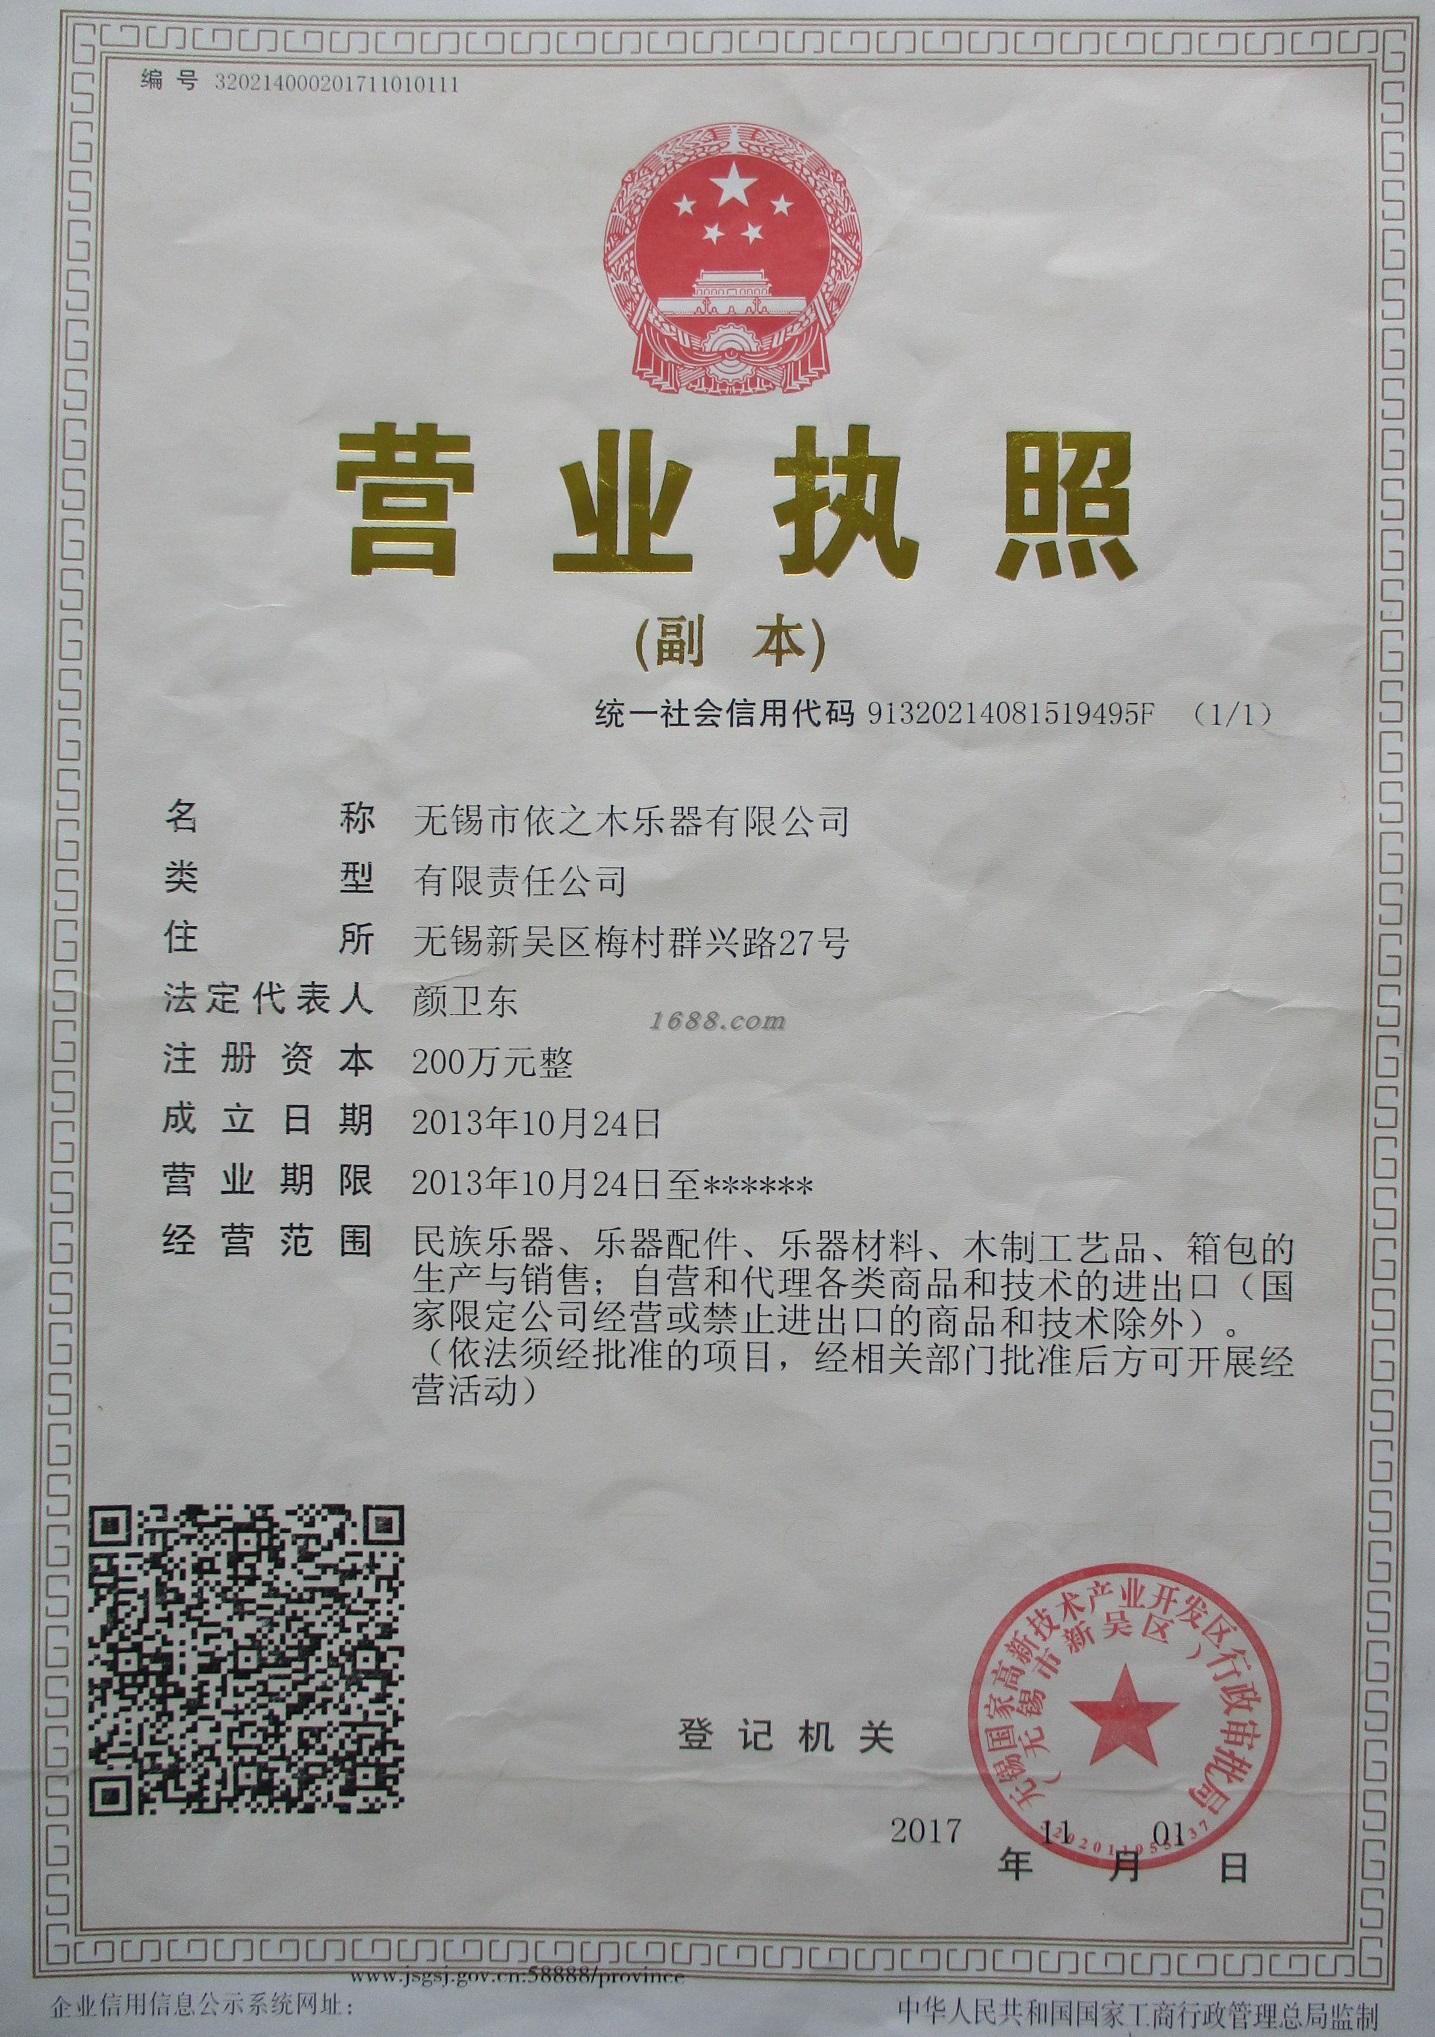 编号 320214000201711010111
营业执照
(副本)
统一社会信用代码 91320214081519495F （1/1）
名称 无锡市依之木乐器有限公司
类型 有限责任公司
住所 无锡新吴区梅村群兴路27号
法定代表人 颜卫东
1688.com
注册资本 200万元整
成立日期 2013年10月24日
营业期限 2013年10月24日至******
经营范围 民族乐器、乐器配件、乐器材料、木制工艺品、箱包的
生产与销售；自营和代理各类商品和技术的进出口（国
家限定公司经营或禁止进出口的商品和技术除外）。
（依法须经批准的项目，经相关部门批准后方可开展经
营活动）
无锡国家高新技术产业开发区行政审批局
（无锡市新吴区）
登记机关
2017年11月01日
www.jsgsj.gov.cn:58888/province
企业信用信息公示系统网址：
中华人民共和国国家工商行政管理总局监制